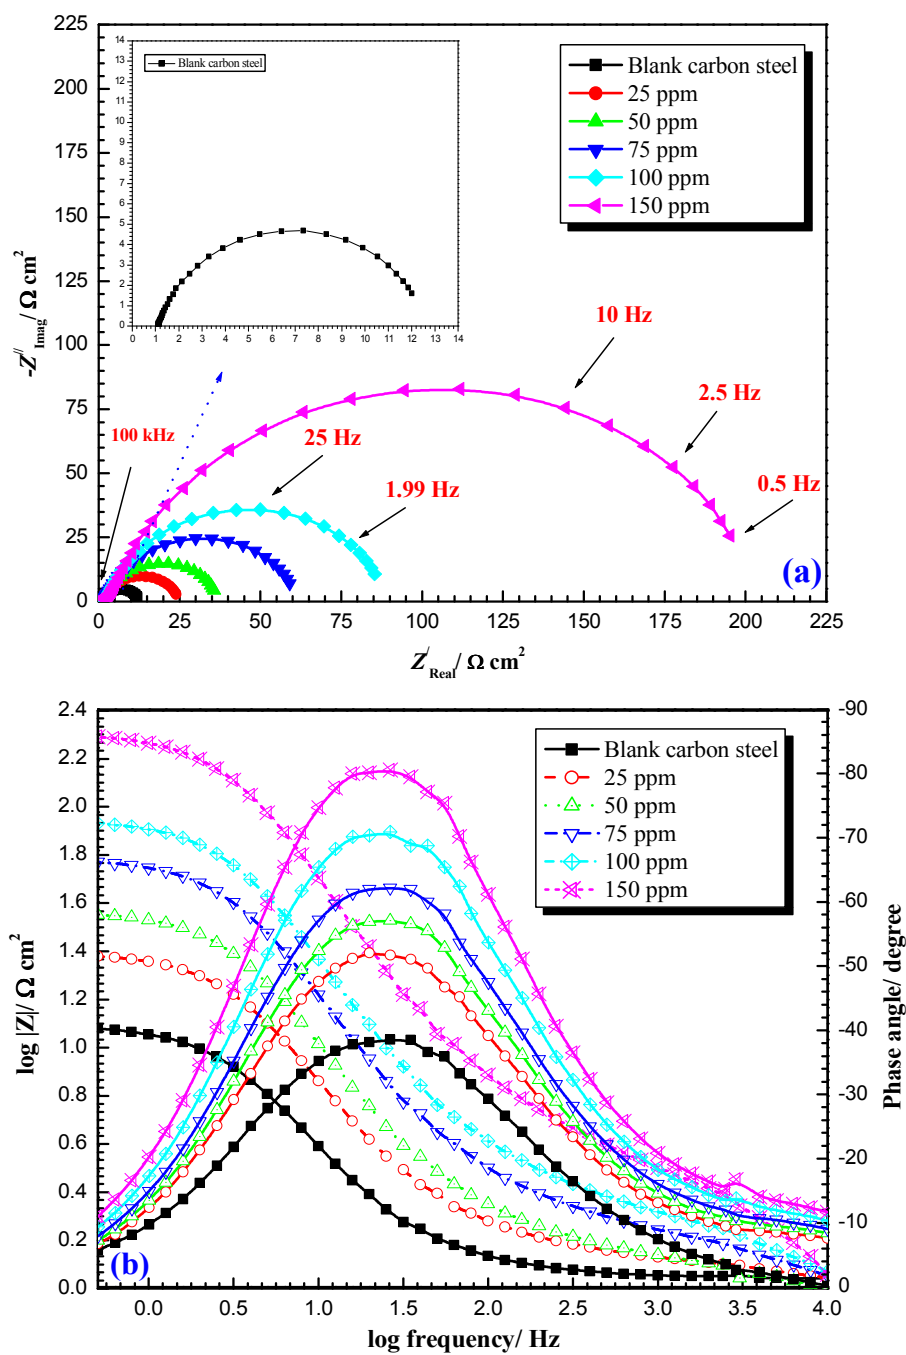 225
200
175
150
125
100
75
50
25
0
-Z//Imag/ Ω cm2
14
13
12
11
10
9
8
7
6
5
4
3
2
1
0
Blank carbon steel
0 1 2 3 4 5 6 7 8 9 10 11 12 13 14
Blank carbon steel
25 ppm
50 ppm
75 ppm
100 ppm
150 ppm
10 Hz
2.5 Hz
100 kHz
25 Hz
1.99 Hz
0.5 Hz
(a)
0 25 50 75 100 125 150 175 200 225
Z/Real/ Ω cm2
2.4
2.2
2.0
1.8
1.6
1.4
1.2
1.0
0.8
0.6
0.4
0.2
0.0
log |Z|/ Ω cm2
Blank carbon steel
25 ppm
50 ppm
75 ppm
100 ppm
150 ppm
-90
-80
-70
-60
-50
-40
-30
-20
-10
0
Phase angle/ degree
(b)
0.0 0.5 1.0 1.5 2.0 2.5 3.0 3.5 4.0
log frequency/ Hz